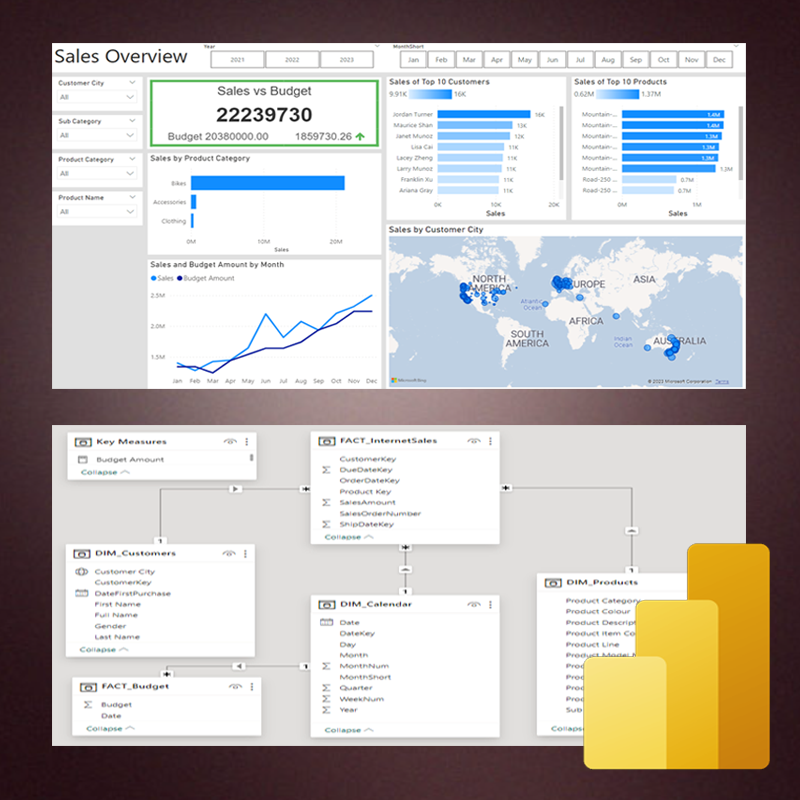 Sales Overview
Year
2021 2022 2023
MonthShort
Jan Feb Mar Apr May Jun Jul Aug Sep Oct Nov Dec
Customer City
All
Sub Category
All
Product Category
All
Product Name
All
Sales vs Budget
22239730
Budget 20380000.00 1859730.26
Sales by Product Category
Bikes
Accessories
Clothing
0M 10M 20M
Sales
Sales and Budget Amount by Month
Sales Budget Amount
2.5M
2.0M
1.5M
Jan Feb Mar Apr May Jun Jul Aug Sep Oct Nov Dec
Sales of Top 10 Customers
9.91K 16K
Jordan Turner 16K
Maurice Shan 13K
Janet Munoz 12K
Lisa Cai 11K
Lacey Zheng 11K
Larry Munoz 11K
Franklin Xu 11K
Ariana Gray 11K
0K 10K 20K
Sales
Sales of Top 10 Products
0.62M 1.37M
Mountain-... 1.4M
Mountain-... 1.4M
Mountain-... 1.3M
Mountain-... 1.3M
Mountain-... 1.3M
Mountain-... 1.3M
Road-250 ... 0.7M
Road-250 ... 0.7M
0M 1M
Sales
Sales by Customer City
NORTH
AMERICA
EUROPE
ASIA
Atlantic
Ocean
AFRICA
SOUTH
AMERICA
Indian
Ocean
AUSTRALIA
Microsoft Bing
© 2023 Microsoft Corporation Terms
Key Measures
Budget Amount
Collapse
FACT_InternetSales
CustomerKey
DueDateKey
OrderDateKey
Product Key
SalesAmount
SalesOrderNumber
ShipDateKey
Collapse
DIM_Customers
Customer City
CustomerKey
DateFirstPurchase
First Name
Full Name
Gender
Last Name
Collapse
DIM_Calendar
Date
DateKey
Day
Month
MonthNum
MonthShort
Quarter
WeekNum
Year
Collapse
DIM_Products
Product Category
Product Colour
Product Descrip
Product Item Co
Product Line
Product Model N
Produc
Produ
Produ
Produ
Sub
Collapse
FACT_Budget
Budget
Date
Collapse
1
1
1
1